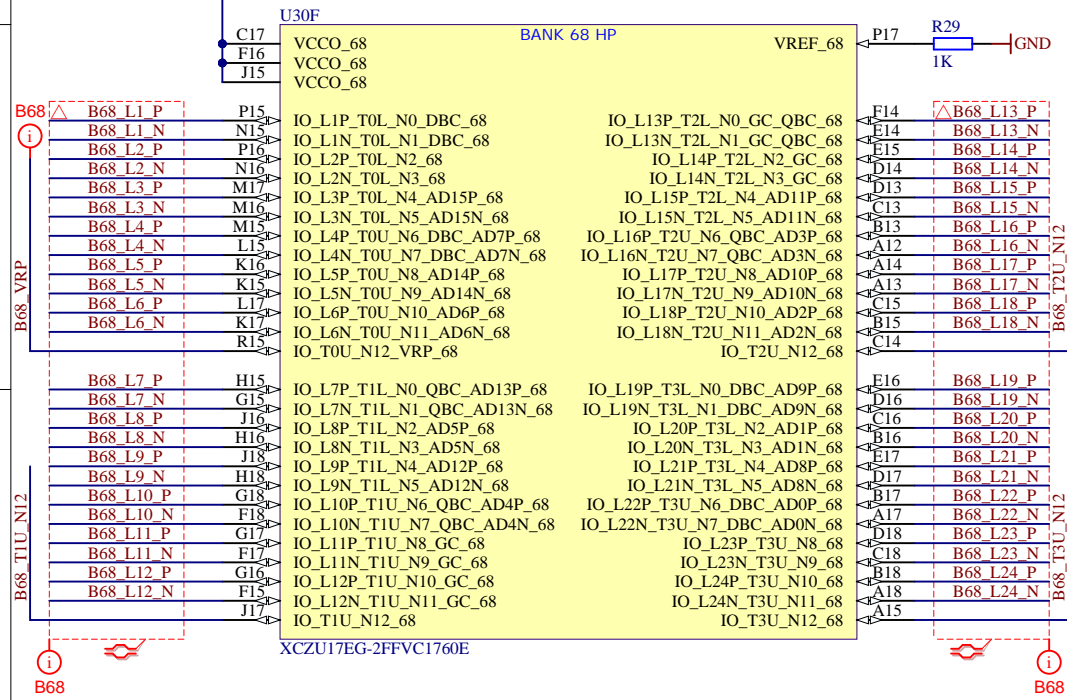 U30F
BANK 68 HP
C17 VCCO_68
F16 VCCO_68
J15 VCCO_68
VREF_68 P17 R29 1K GND
B68
B68
B68
B68_VRP
B68_T1U_N12
B68_T2U_N12
B68_T3U_N12
B68_L1_P P15 IO_L1P_T0L_N0_DBC_68
B68_L1_N N15 IO_L1N_T0L_N1_DBC_68
B68_L2_P P16 IO_L2P_T0L_N2_68
B68_L2_N N16 IO_L2N_T0L_N3_68
B68_L3_P M17 IO_L3P_T0L_N4_AD15P_68
B68_L3_N M16 IO_L3N_T0L_N5_AD15N_68
B68_L4_P M15 IO_L4P_T0U_N6_DBC_AD7P_68
B68_L4_N L15 IO_L4N_T0U_N7_DBC_AD7N_68
B68_L5_P K16 IO_L5P_T0U_N8_AD14P_68
B68_L5_N K15 IO_L5N_T0U_N9_AD14N_68
B68_L6_P L17 IO_L6P_T0U_N10_AD6P_68
B68_L6_N K17 IO_L6N_T0U_N11_AD6N_68
R15 IO_T0U_N12_VRP_68
B68_L7_P H15 IO_L7P_T1L_N0_QBC_AD13P_68
B68_L7_N G15 IO_L7N_T1L_N1_QBC_AD13N_68
B68_L8_P J16 IO_L8P_T1L_N2_AD5P_68
B68_L8_N H16 IO_L8N_T1L_N3_AD5N_68
B68_L9_P J18 IO_L9P_T1L_N4_AD12P_68
B68_L9_N H18 IO_L9N_T1L_N5_AD12N_68
B68_L10_P G18 IO_L10P_T1U_N6_QBC_AD4P_68
B68_L10_N F18 IO_L10N_T1U_N7_QBC_AD4N_68
B68_L11_P G17 IO_L11P_T1U_N8_GC_68
B68_L11_N F17 IO_L11N_T1U_N9_GC_68
B68_L12_P G16 IO_L12P_T1U_N10_GC_68
B68_L12_N F15 IO_L12N_T1U_N11_GC_68
J17 IO_T1U_N12_68
IO_L13P_T2L_N0_GC_QBC_68 F14 B68_L13_P
IO_L13N_T2L_N1_GC_QBC_68 E14 B68_L13_N
IO_L14P_T2L_N2_GC_68 E15 B68_L14_P
IO_L14N_T2L_N3_GC_68 D14 B68_L14_N
IO_L15P_T2L_N4_AD11P_68 D13 B68_L15_P
IO_L15N_T2L_N5_AD11N_68 C13 B68_L15_N
IO_L16P_T2U_N6_QBC_AD3P_68 B13 B68_L16_P
IO_L16N_T2U_N7_QBC_AD3N_68 A12 B68_L16_N
IO_L17P_T2U_N8_AD10P_68 A14 B68_L17_P
IO_L17N_T2U_N9_AD10N_68 A13 B68_L17_N
IO_L18P_T2U_N10_AD2P_68 C15 B68_L18_P
IO_L18N_T2U_N11_AD2N_68 B15 B68_L18_N
IO_T2U_N12_68 C14
IO_L19P_T3L_N0_DBC_AD9P_68 E16 B68_L19_P
IO_L19N_T3L_N1_DBC_AD9N_68 D16 B68_L19_N
IO_L20P_T3L_N2_AD1P_68 C16 B68_L20_P
IO_L20N_T3L_N3_AD1N_68 B16 B68_L20_N
IO_L21P_T3L_N4_AD8P_68 E17 B68_L21_P
IO_L21N_T3L_N5_AD8N_68 D17 B68_L21_N
IO_L22P_T3U_N6_DBC_AD0P_68 B17 B68_L22_P
IO_L22N_T3U_N7_DBC_AD0N_68 A17 B68_L22_N
IO_L23P_T3U_N8_68 D18 B68_L23_P
IO_L23N_T3U_N9_68 C18 B68_L23_N
IO_L24P_T3U_N10_68 B18 B68_L24_P
IO_L24N_T3U_N11_68 A18 B68_L24_N
IO_T3U_N12_68 A15
XCZU17EG-2FFVC1760E